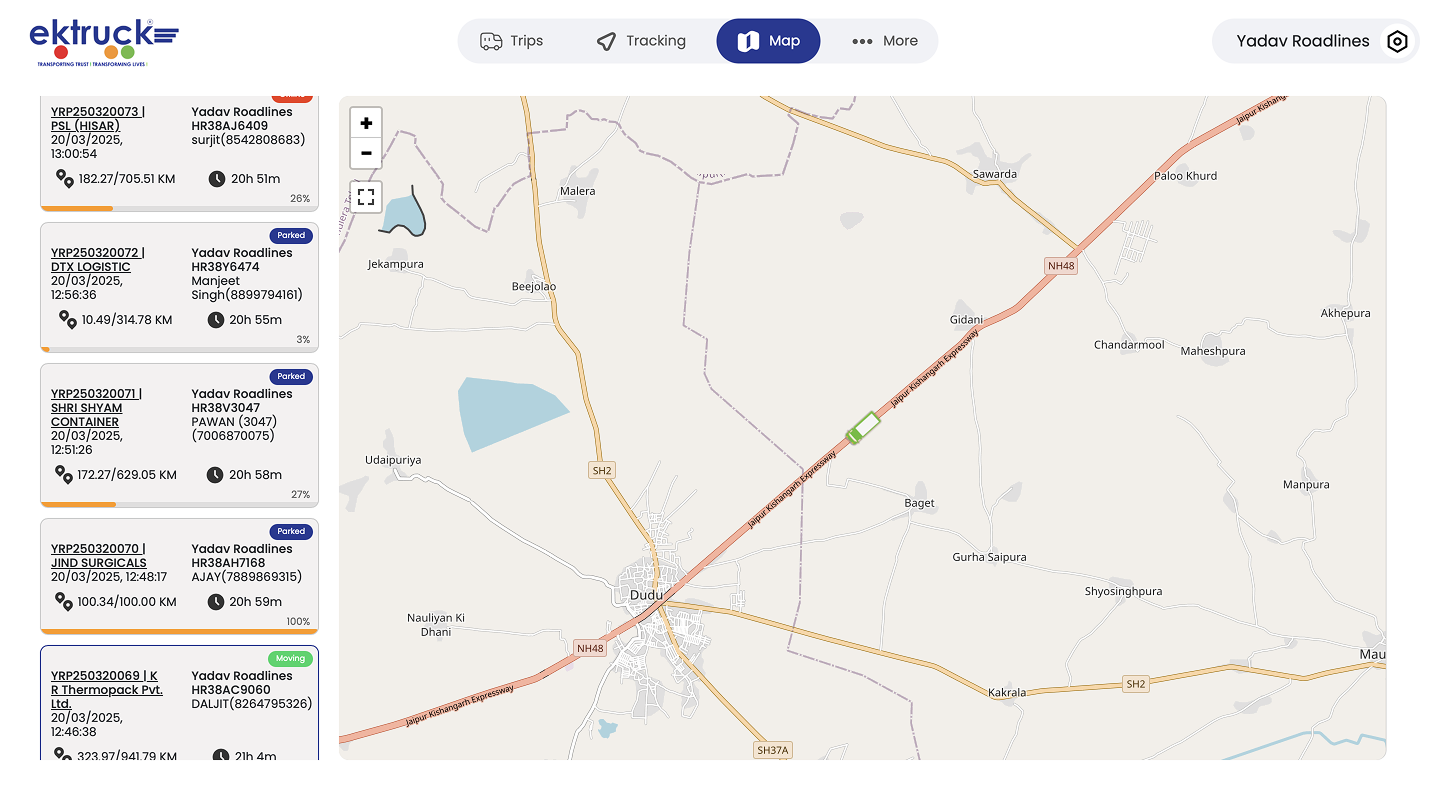 ektruck
TRANSPORTING TRUST | TRANSFORMING LIVES |
Trips
Tracking
Map
More
Yadav Roadlines
YRP250320073 |
PSL (HISAR)
20/03/2025,
13:00:54
Yadav Roadlines
HR38AJ6409
surjit(8542808683)
182.27/705.51 KM
20h 51m
26%
Parked
YRP250320072 |
DTX LOGISTIC
20/03/2025,
12:56:36
Yadav Roadlines
HR38Y6474
Manjeet
Singh(8899794161)
10.49/314.78 KM
20h 55m
3%
Parked
YRP250320071 |
SHRI SHYAM
CONTAINER
20/03/2025,
12:51:26
Yadav Roadlines
HR38V3047
PAWAN (3047)
(7006870075)
172.27/629.05 KM
20h 58m
27%
Parked
YRP250320070 |
JIND SURGICALS
20/03/2025, 12:48:17
Yadav Roadlines
HR38AH7168
AJAY(7889869315)
100.34/100.00 KM
20h 59m
100%
Moving
YRP250320069 | K
R Thermopack Pvt.
Ltd.
20/03/2025,
12:46:38
Yadav Roadlines
HR38AC9060
DALJIT(8264795326)
323.97/941.79 KM
21h 4m
+
−
Jaipur Kishang
Sawarda
Paloo Khurd
Malera
Jekampura
NH48
Beejolao
Akhepura
Gidani
Chandarmool
Maheshpura
Jaipur Kishangarh Expressway
Udaipuriya
SH2
Jaipur Kishangarh Expressway
Manpura
Baget
Gurha Saipura
Dudu
Shyosinghpura
Nauliyan Ki
Dhani
NH48
Mau
SH2
Kakrala
Jaipur Kishangarh Expressway
SH37A